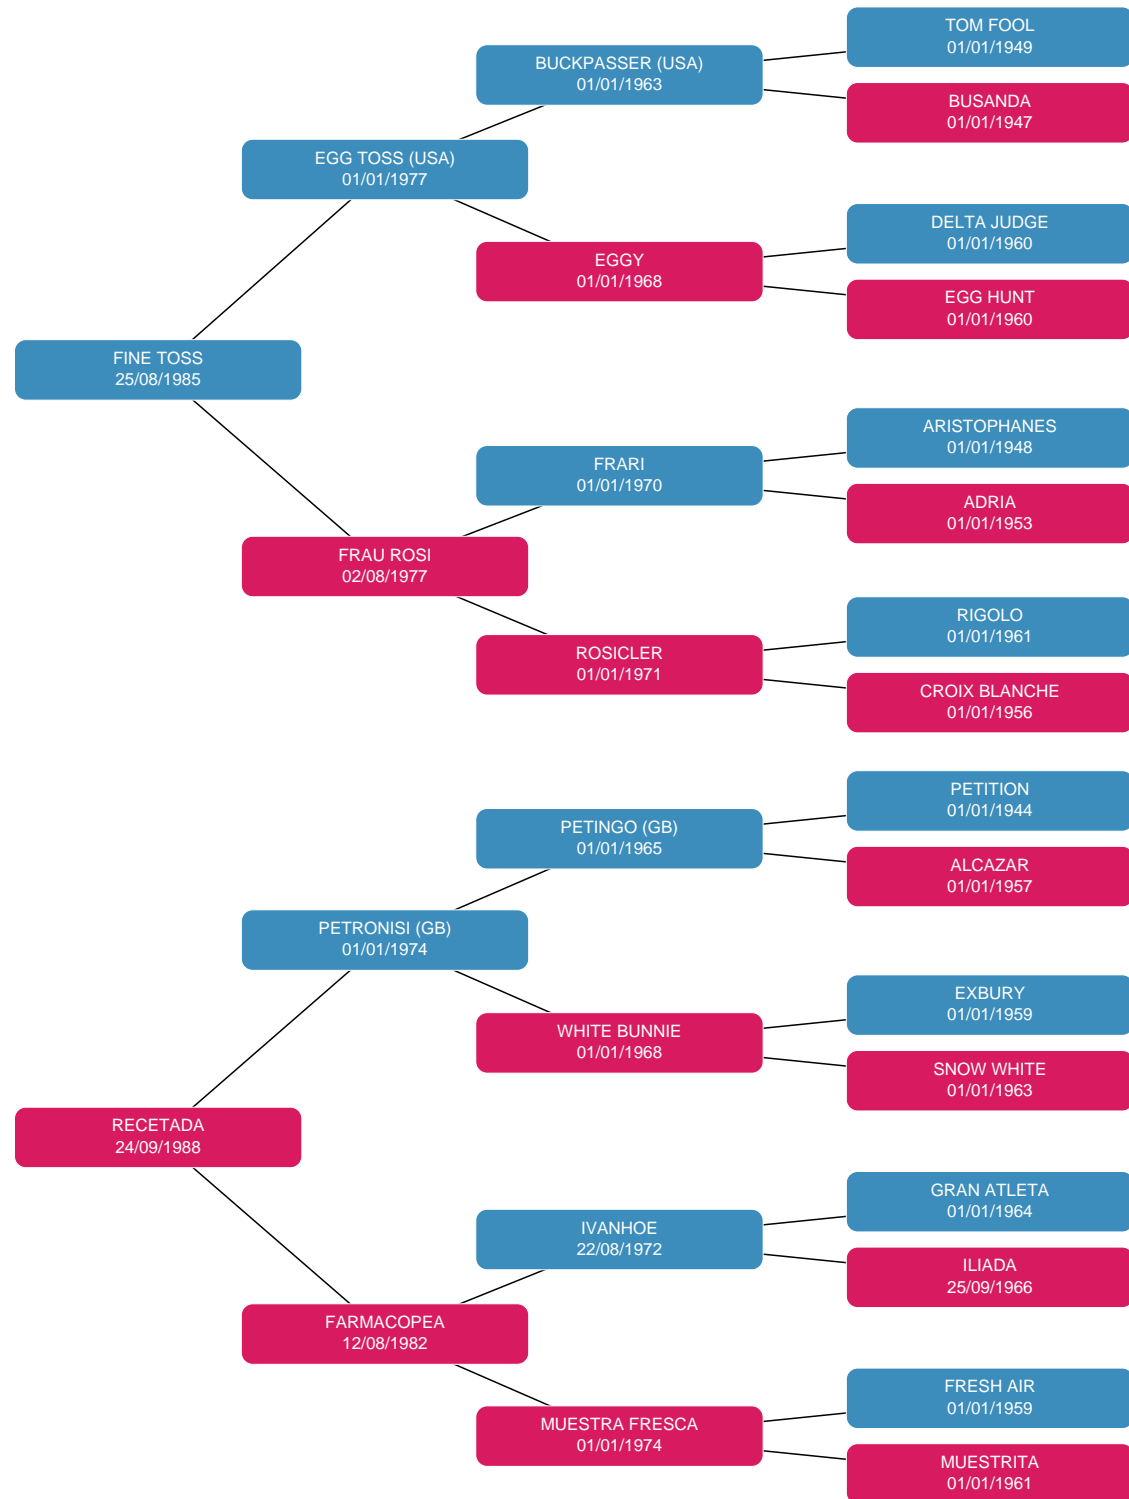 TOM FOOL
01/01/1949
BUCKPASSER (USA)
01/01/1963
BUSANDA
01/01/1947
EGG TOSS (USA)
01/01/1977
DELTA JUDGE
01/01/1960
EGGY
01/01/1968
EGG HUNT
01/01/1960
FINE TOSS
25/08/1985
ARISTOPHANES
01/01/1948
FRARI
01/01/1970
ADRIA
01/01/1953
FRAU ROSI
02/08/1977
RIGOLO
01/01/1961
ROSICLER
01/01/1971
CROIX BLANCHE
01/01/1956
PETITION
01/01/1944
PETINGO (GB)
01/01/1965
ALCAZAR
01/01/1957
PETRONISI (GB)
01/01/1974
EXBURY
01/01/1959
WHITE BUNNIE
01/01/1968
SNOW WHITE
01/01/1963
RECETADA
24/09/1988
GRAN ATLETA
01/01/1964
IVANHOE
22/08/1972
ILIADA
25/09/1966
FARMACOPEA
12/08/1982
FRESH AIR
01/01/1959
MUESTRA FRESCA
01/01/1974
MUESTRITA
01/01/1961